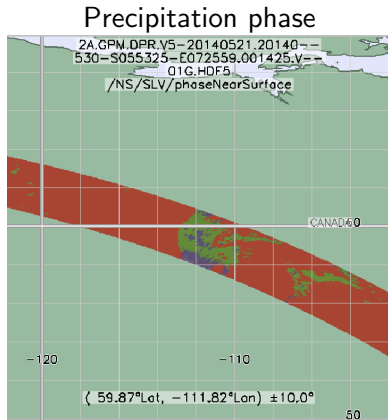 Precipitation phase
2A.GPM.DPR.V5-20140521.20140--
530-S055325-E072559.001425.V--
01G.HDF5
/NS/SLV/phaseNearSurface
CANADA 60
-120 -110
( 59.87°Lat, -111.82°Lon) ±10.0°
50